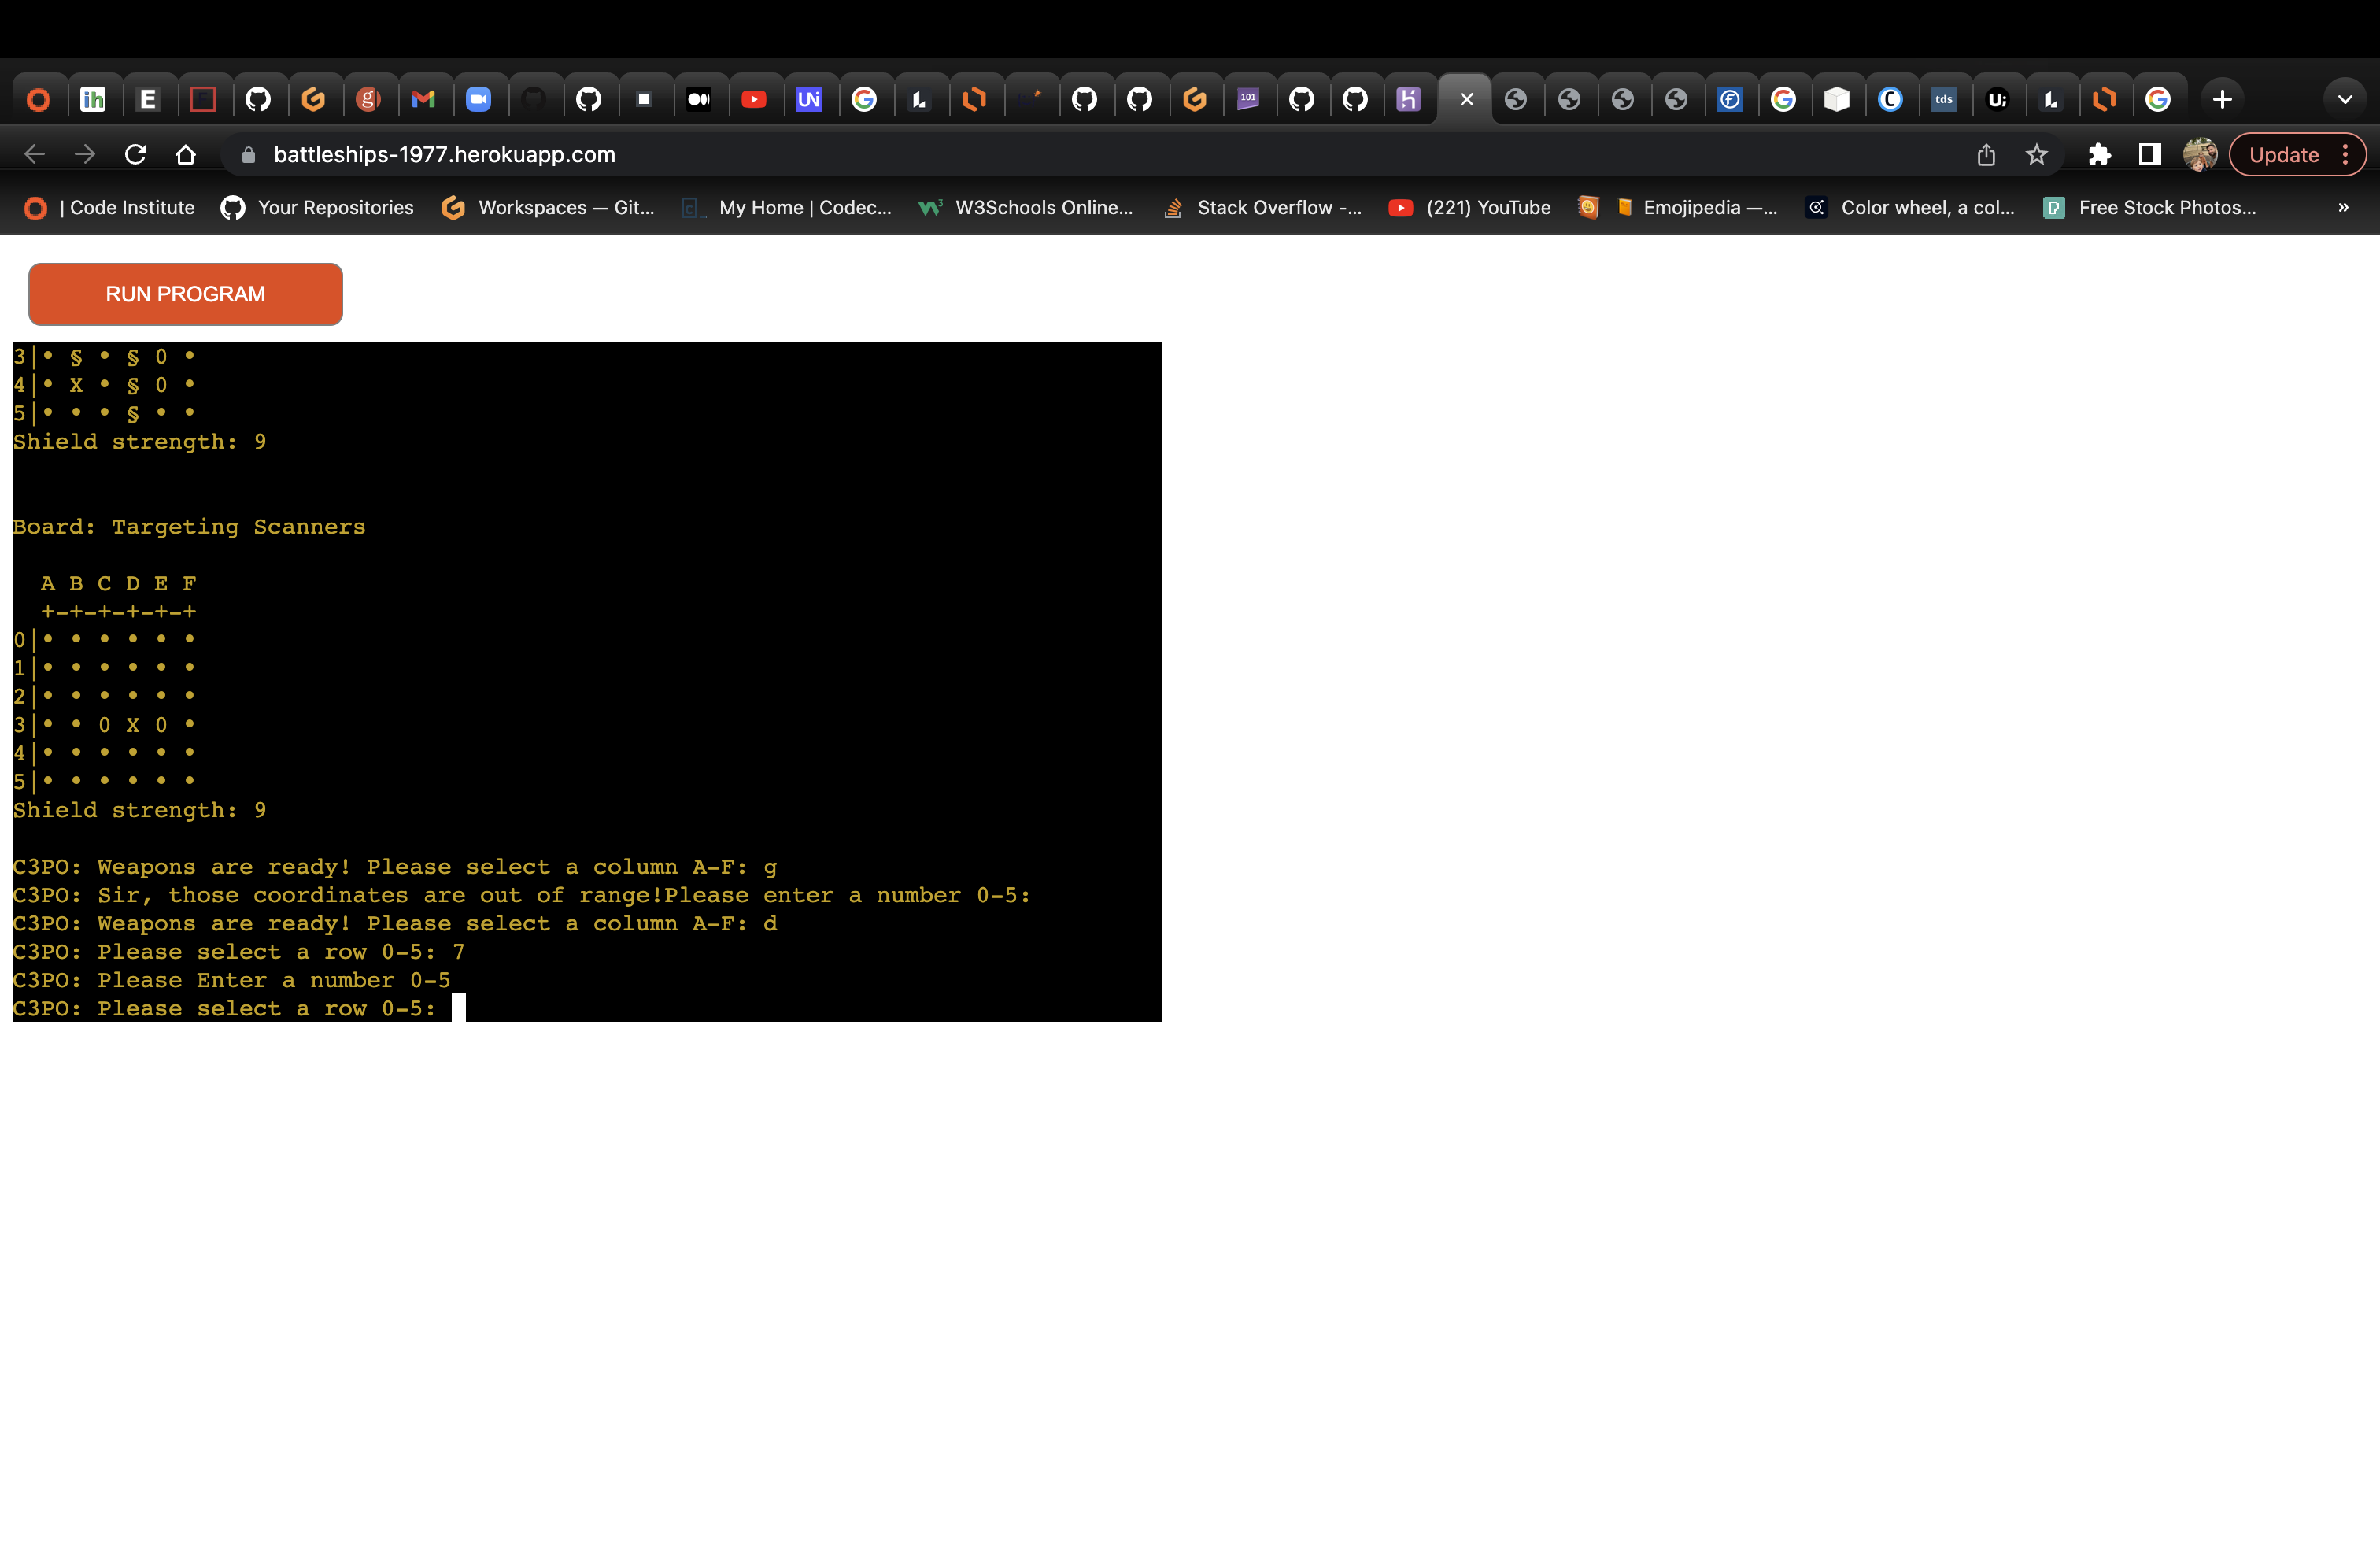 ih E g UN G 101 tds U; G
battleships-1977.herokuapp.com Update
| Code Institute Your Repositories Workspaces — Git... My Home | Codec... W3Schools Online... Stack Overflow -... (221) YouTube Emojipedia —... Color wheel, a col... Free Stock Photos... »
RUN PROGRAM
3|• § • § 0 •
4|• X • § 0 •
5|• • • § • •
Shield strength: 9
Board: Targeting Scanners
A B C D E F
+-+-+-+-+-+
0|• • • • • •
1|• • • • • •
2|• • • • • •
3|• • 0 X 0 •
4|• • • • • •
5|• • • • • •
Shield strength: 9
C3PO: Weapons are ready! Please select a column A-F: g
C3PO: Sir, those coordinates are out of range!Please enter a number 0-5:
C3PO: Weapons are ready! Please select a column A-F: d
C3PO: Please select a row 0-5: 7
C3PO: Please Enter a number 0-5
C3PO: Please select a row 0-5: